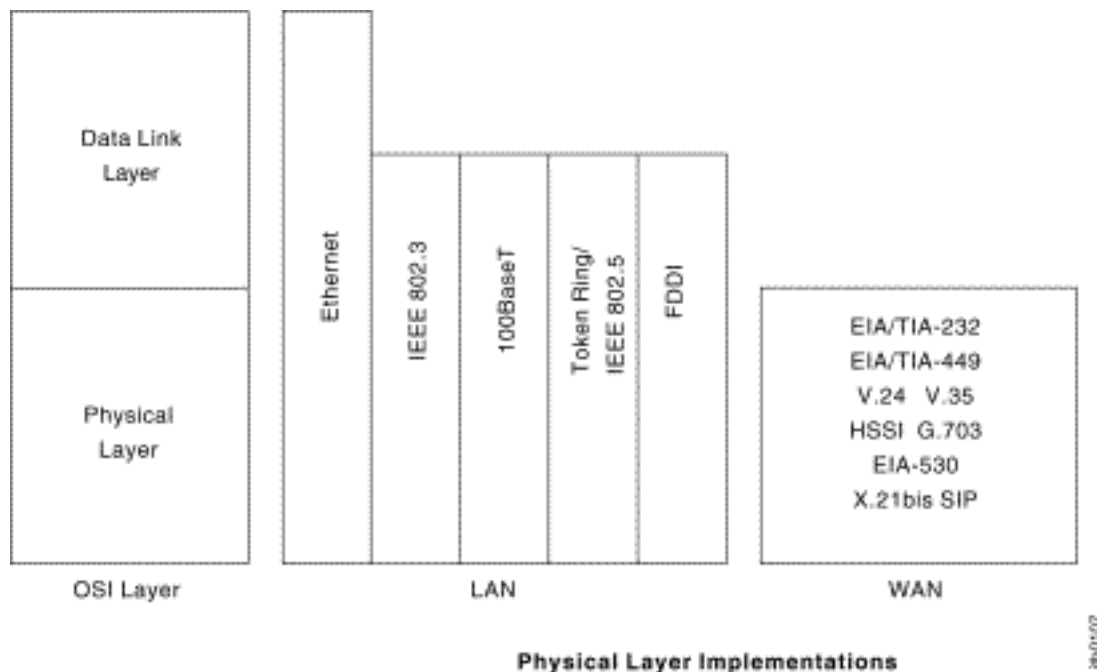 Data Link
Layer
Physical
Layer
OSI Layer
Ethernet
IEEE 802.3
100BaseT
Token Ring/
IEEE 802.5
FDDI
LAN
EIA/TIA-232
EIA/TIA-449
V.24 V.35
HSSI G.703
EIA-530
X.21bis SIP
WAN
Physical Layer Implementations